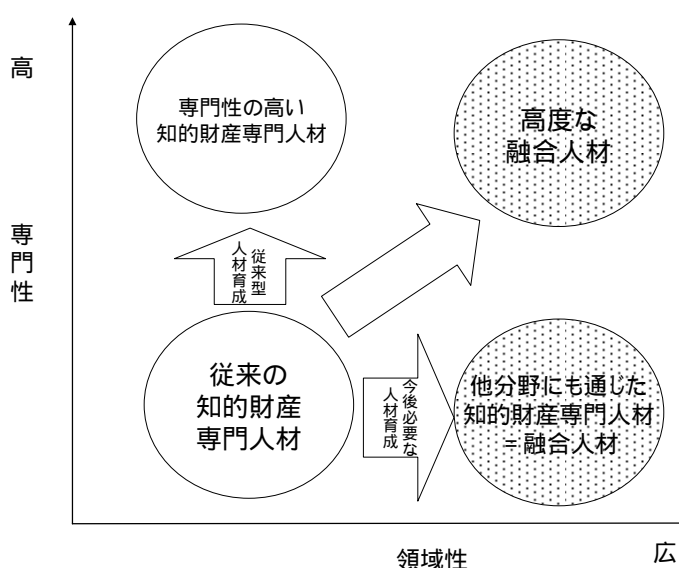 高
専門性の高い
知的財産専門人材
高度な
融合人材
専門性
従来型
人材育成
従来の
知的財産
専門人材
今後必要な
人材育成
他分野にも通じた
知的財産専門人材
=融合人材
領域性
広